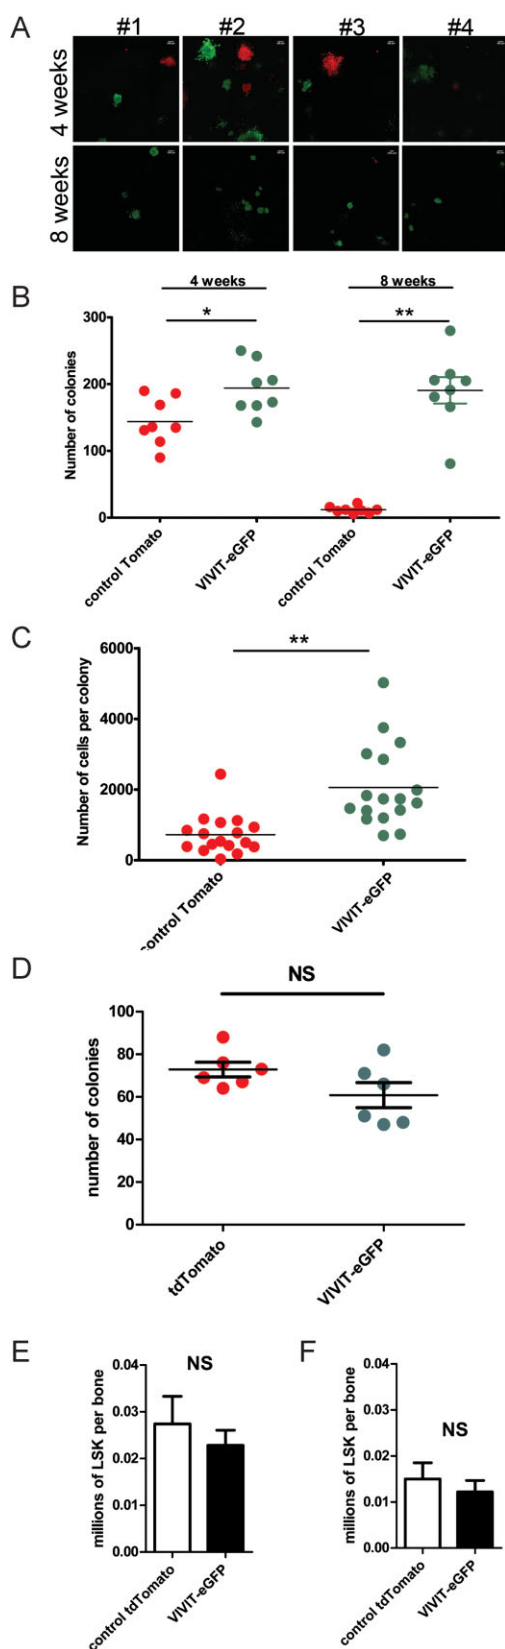 A
#1 #2 #3 #4
4 weeks
8 weeks
B
4 weeks 8 weeks
* **
Number of colonies
300
200
100
0
control Tomato
VIVIT-eGFP
control Tomato
VIVIT-eGFP
C
**
Number of cells per colony
6000
4000
2000
0
control Tomato
VIVIT-eGFP
D
NS
number of colonies
100
80
60
40
20
0
tdTomato
VIVIT-eGFP
E
NS
millions of LSK per bone
0.04
0.03
0.02
0.01
0.00
control tdTomato
VIVIT-eGFP
F
NS
millions of LSK per bone
0.04
0.03
0.02
0.01
0.00
control tdTomato
VIVIT-eGFP